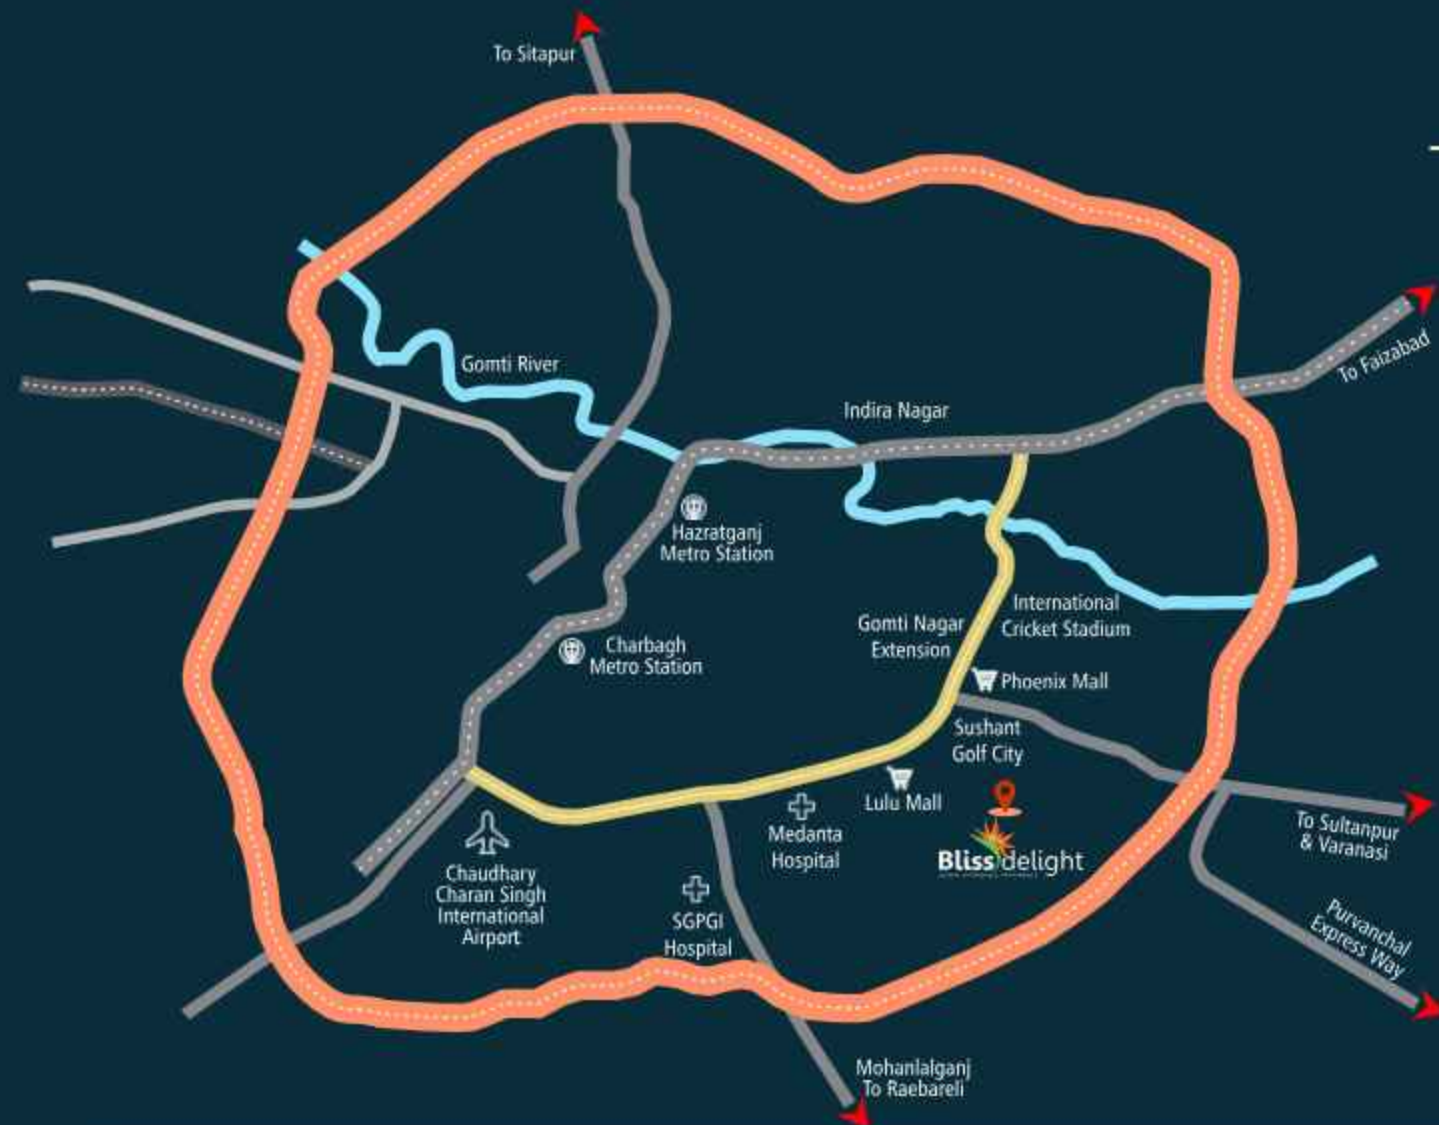 To Sitapur
Gomti River
Indira Nagar
To Faizabad
Hazratganj
Metro Station
Charbagh
Metro Station
Gomti Nagar
Extension
International
Cricket Stadium
Phoenix Mall
Sushant
Golf City
Lulu Mall
Medanta
Hospital
Bliss delight
Chaudhary
Charan Singh
International
Airport
SGPGI
Hospital
To Sultanpur
& Varanasi
Purvanchal
Express Way
Mohanlalganj
To Raebareli